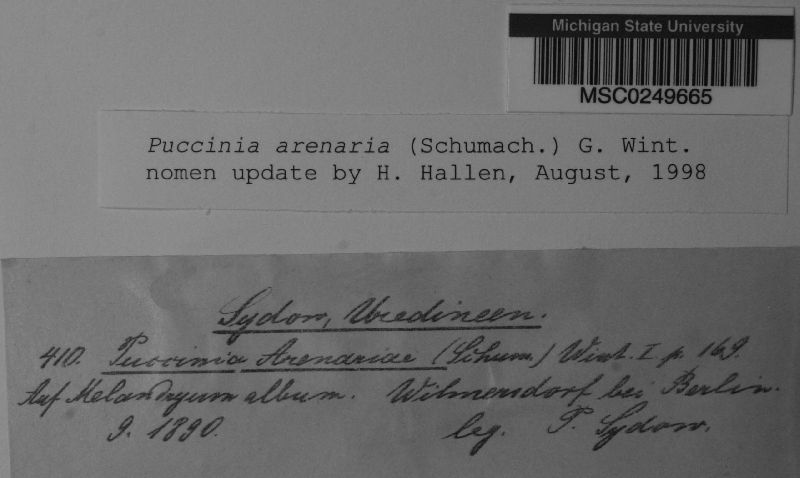 Michigan State University
MSC0249665
Puccinia arenaria (Schumach.) G. Wint.
nomen update by H. Hallen, August, 1998
Sydow, Uredineen.
410. Puccinia Arenariae (Schum.) Wint. I p. 169.
Auf Melandryum album. Wilmersdorf bei Berlin.
9. 1890. leg. P. Sydow.